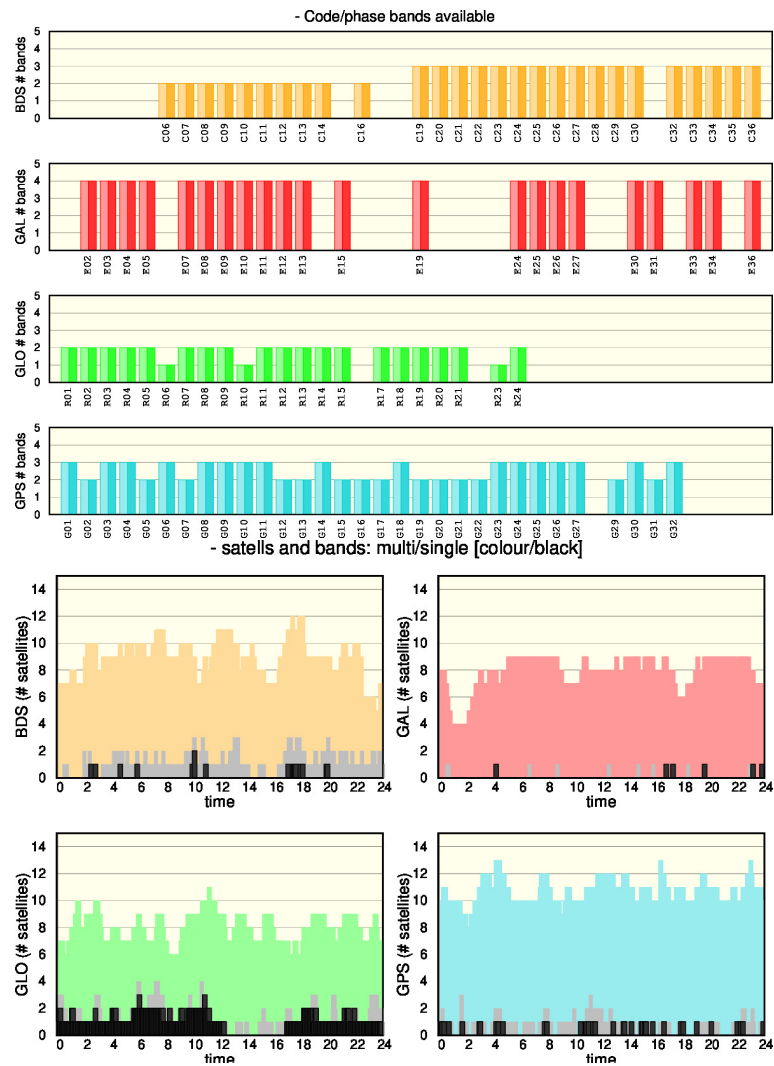 - Code/phase bands available
BDS # bands
5
4
3
2
1
0
C06 C07 C08 C09 C10 C11 C12 C13 C14 C16 C19 C20 C21 C22 C23 C24 C25 C26 C27 C28 C29 C30 C32 C33 C34 C35 C36
GAL # bands
5
4
3
2
1
0
E02 E03 E04 E05 E07 E08 E09 E10 E11 E12 E13 E15 E19 E24 E25 E26 E27 E30 E31 E33 E34 E36
GLO # bands
5
4
3
2
1
0
R01 R02 R03 R04 R05 R06 R07 R08 R09 R10 R11 R12 R13 R14 R15 R17 R18 R19 R20 R21 R23 R24
GPS # bands
5
4
3
2
1
0
G01 G02 G03 G04 G05 G06 G07 G08 G09 G10 G11 G12 G13 G14 G15 G16 G17 G18 G19 G20 G21 G22 G23 G24 G25 G26 G27 G29 G30 G31 G32
- satells and bands: multi/single [colour/black]
BDS (# satellites)
14
12
10
8
6
4
2
0
0 2 4 6 8 10 12 14 16 18 20 22 24
time
GAL (# satellites)
14
12
10
8
6
4
2
0
0 2 4 6 8 10 12 14 16 18 20 22 24
time
GLO (# satellites)
14
12
10
8
6
4
2
0
0 2 4 6 8 10 12 14 16 18 20 22 24
time
GPS (# satellites)
14
12
10
8
6
4
2
0
0 2 4 6 8 10 12 14 16 18 20 22 24
time